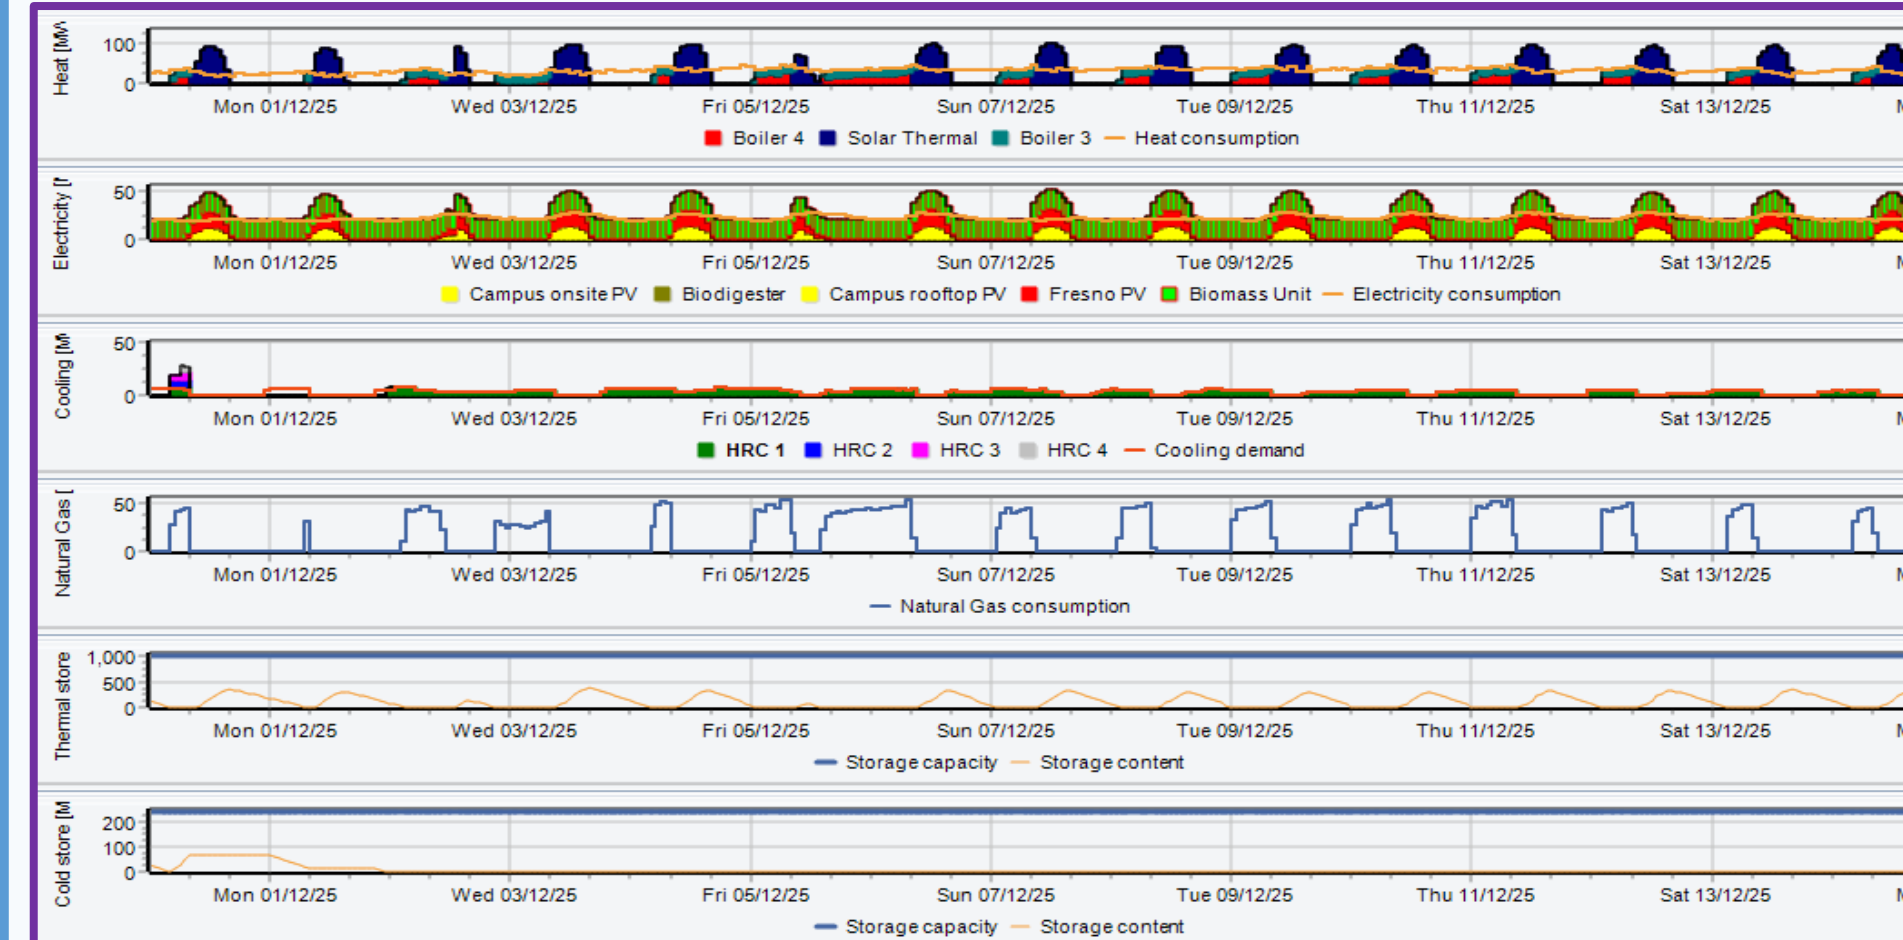 Heat [MW
100
0
Mon 01/12/25 Wed 03/12/25 Fri 05/12/25 Sun 07/12/25 Tue 09/12/25 Thu 11/12/25 Sat 13/12/25
Boiler 4 Solar Thermal Boiler 3 Heat consumption
Electricity [
50
0
Mon 01/12/25 Wed 03/12/25 Fri 05/12/25 Sun 07/12/25 Tue 09/12/25 Thu 11/12/25 Sat 13/12/25
Campus onsite PV Biodigester Campus rooftop PV Fresno PV Biomass Unit Electricity consumption
Cooling [M
50
0
Mon 01/12/25 Wed 03/12/25 Fri 05/12/25 Sun 07/12/25 Tue 09/12/25 Thu 11/12/25 Sat 13/12/25
HRC 1 HRC 2 HRC 3 HRC 4 Cooling demand
Natural Gas [
50
0
Mon 01/12/25 Wed 03/12/25 Fri 05/12/25 Sun 07/12/25 Tue 09/12/25 Thu 11/12/25 Sat 13/12/25
Natural Gas consumption
Thermal store
1,000
500
0
Mon 01/12/25 Wed 03/12/25 Fri 05/12/25 Sun 07/12/25 Tue 09/12/25 Thu 11/12/25 Sat 13/12/25
Storage capacity Storage content
Cold store [M
200
100
0
Mon 01/12/25 Wed 03/12/25 Fri 05/12/25 Sun 07/12/25 Tue 09/12/25 Thu 11/12/25 Sat 13/12/25
Storage capacity Storage content